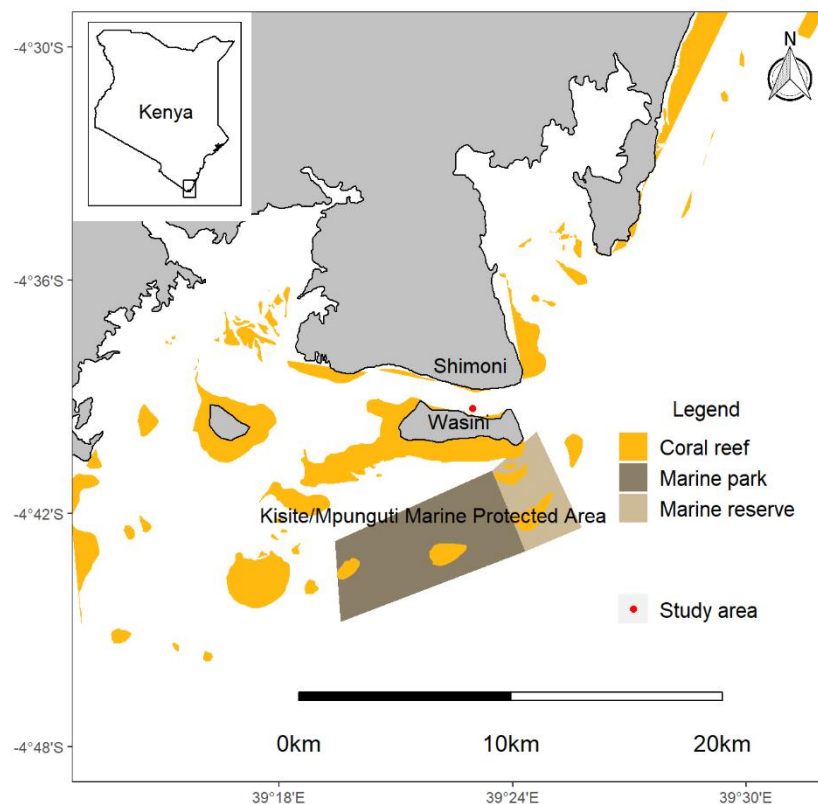 -4°30'S
N
Kenya
-4°36'S
Shimoni
Wasini
Legend
Coral reef
Marine park
Marine reserve
-4°42'S
Kisite/Mpunguti Marine Protected Area
Study area
0km 10km 20km
-4°48'S
39°18'E 39°24'E 39°30'E